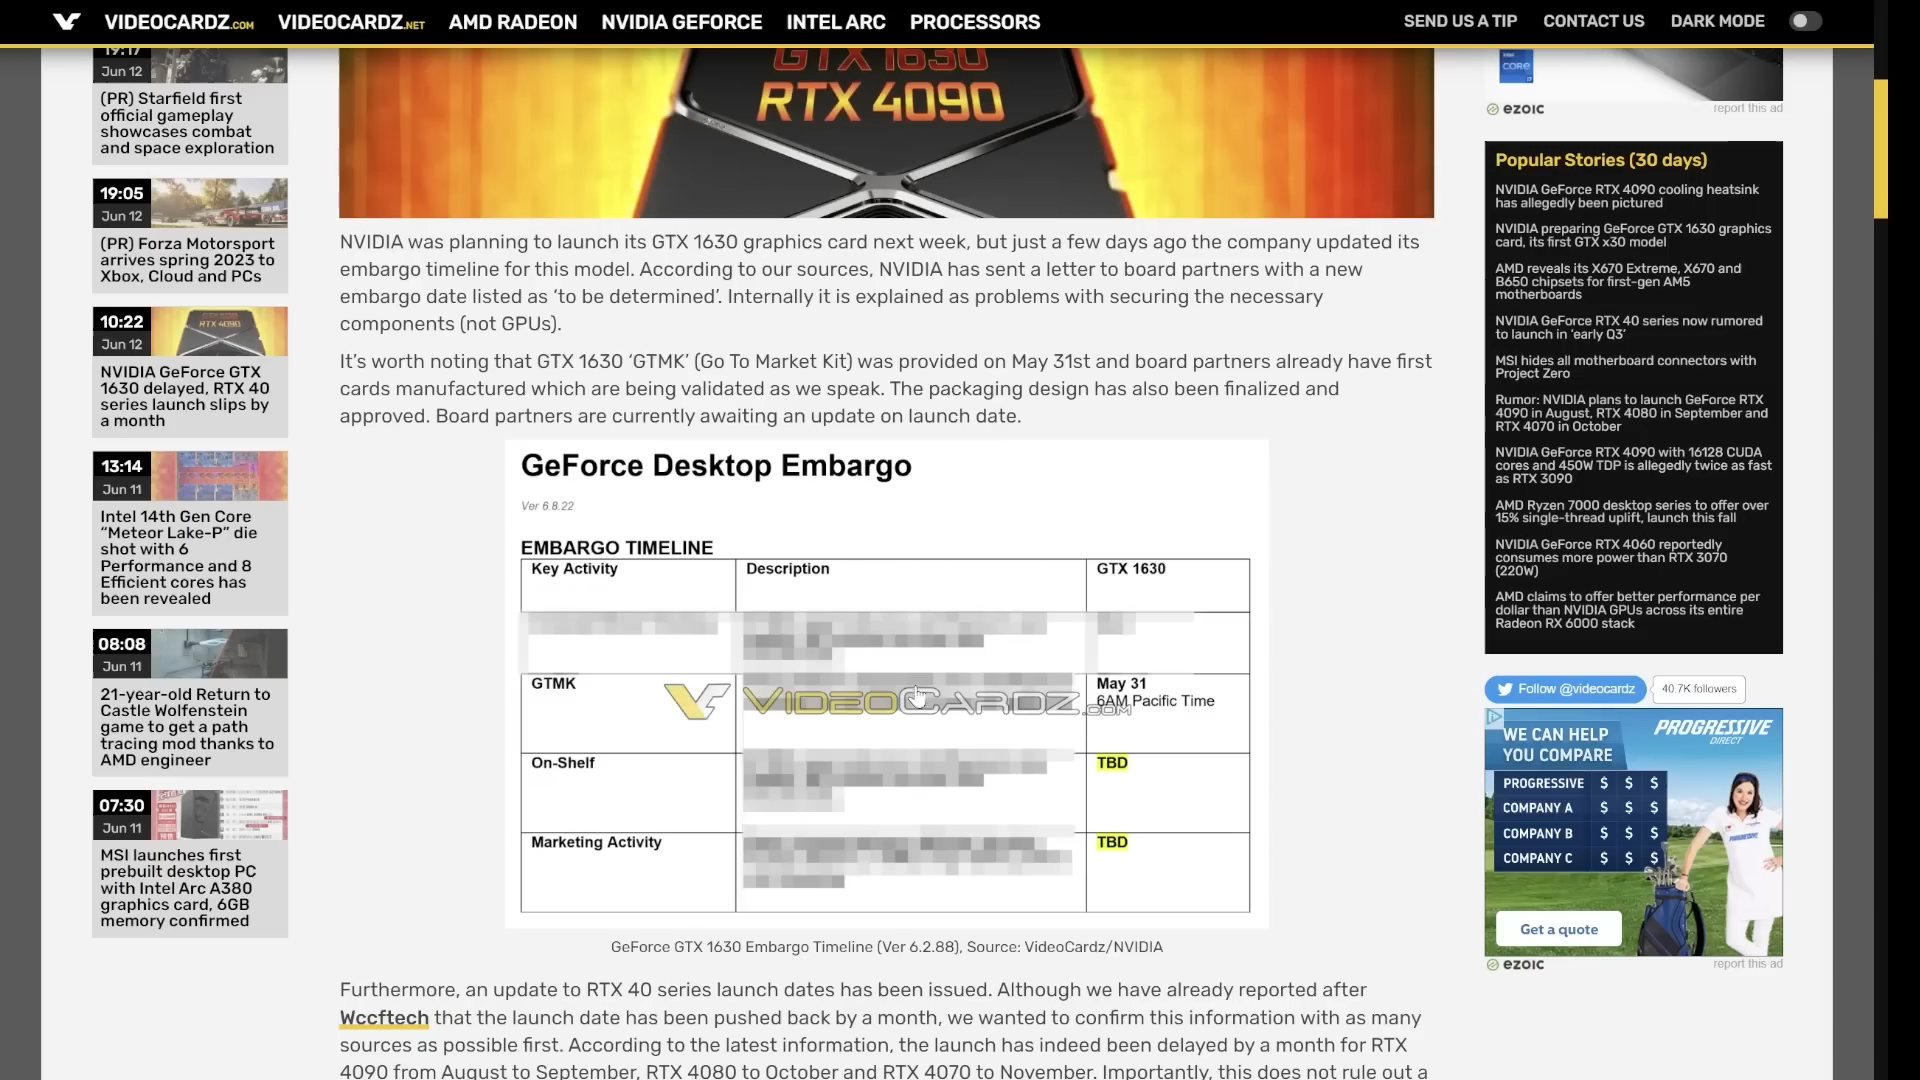 VIDEOCARDZ.COM VIDEOCARDZ.NET AMD RADEON NVIDIA GEFORCE INTEL ARC PROCESSORS SEND US A TIP CONTACT US DARK MODE
19:17
Jun 12
(PR) Starfield first
official gameplay
showcases combat
and space exploration
19:05
Jun 12
(PR) Forza Motorsport
arrives spring 2023 to
Xbox, Cloud and PCs
10:22
Jun 12
RTX 4090
NVIDIA GeForce GTX
1630 delayed, RTX 40
series launch slips by
a month
13:14
Jun 11
Intel 14th Gen Core
“Meteor Lake-P” die
shot with 6
Performance and 8
Efficient cores has
been revealed
08:08
Jun 11
21-year-old Return to
Castle Wolfenstein
game to get a path
tracing mod thanks to
AMD engineer
07:30
Jun 11
MSI launches first
prebuilt desktop PC
with Intel Arc A380
graphics card, 6GB
memory confirmed
GTX 1630
RTX 4090
NVIDIA was planning to launch its GTX 1630 graphics card next week, but just a few days ago the company updated its
embargo timeline for this model. According to our sources, NVIDIA has sent a letter to board partners with a new
embargo date listed as ‘to be determined’. Internally it is explained as problems with securing the necessary
components (not GPUs).
It’s worth noting that GTX 1630 ‘GTMK’ (Go To Market Kit) was provided on May 31st and board partners already have first
cards manufactured which are being validated as we speak. The packaging design has also been finalized and
approved. Board partners are currently awaiting an update on launch date.
GeForce Desktop Embargo
Ver 6.8.22
EMBARGO TIMELINE
Key Activity Description GTX 1630
GTMK May 31
6AM Pacific Time
VIDEOCARDZ.COM
On-Shelf TBD
Marketing Activity TBD
GeForce GTX 1630 Embargo Timeline (Ver 6.2.88), Source: VideoCardz/NVIDIA
Furthermore, an update to RTX 40 series launch dates has been issued. Although we have already reported after
Wccftech that the launch date has been pushed back by a month, we wanted to confirm this information with as many
sources as possible first. According to the latest information, the launch has indeed been delayed by a month for RTX
4090 from August to September, RTX 4080 to October and RTX 4070 to November. Importantly, this does not rule out a
intel
CORE
ezoic report this ad
Popular Stories (30 days)
NVIDIA GeForce RTX 4090 cooling heatsink
has allegedly been pictured
NVIDIA preparing GeForce GTX 1630 graphics
card, its first GTX x30 model
AMD reveals its X670 Extreme, X670 and
B650 chipsets for first-gen AM5
motherboards
NVIDIA GeForce RTX 40 series now rumored
to launch in ‘early Q3’
MSI hides all motherboard connectors with
Project Zero
Rumor: NVIDIA plans to launch GeForce RTX
4090 in August, RTX 4080 in September and
RTX 4070 in October
NVIDIA GeForce RTX 4090 with 16128 CUDA
cores and 450W TDP is allegedly twice as fast
as RTX 3090
AMD Ryzen 7000 desktop series to offer over
15% single-thread uplift, launch this fall
NVIDIA GeForce RTX 4060 reportedly
consumes more power than RTX 3070
(220W)
AMD claims to offer better performance per
dollar than NVIDIA GPUs across its entire
Radeon RX 6000 stack
Follow @videocardz 40.7K followers
WE CAN HELP
YOU COMPARE
PROGRESSIVE
DIRECT
PROGRESSIVE $ $ $
COMPANY A $ $ $
COMPANY B $ $ $
COMPANY C $ $ $
Get a quote
ezoic report this ad